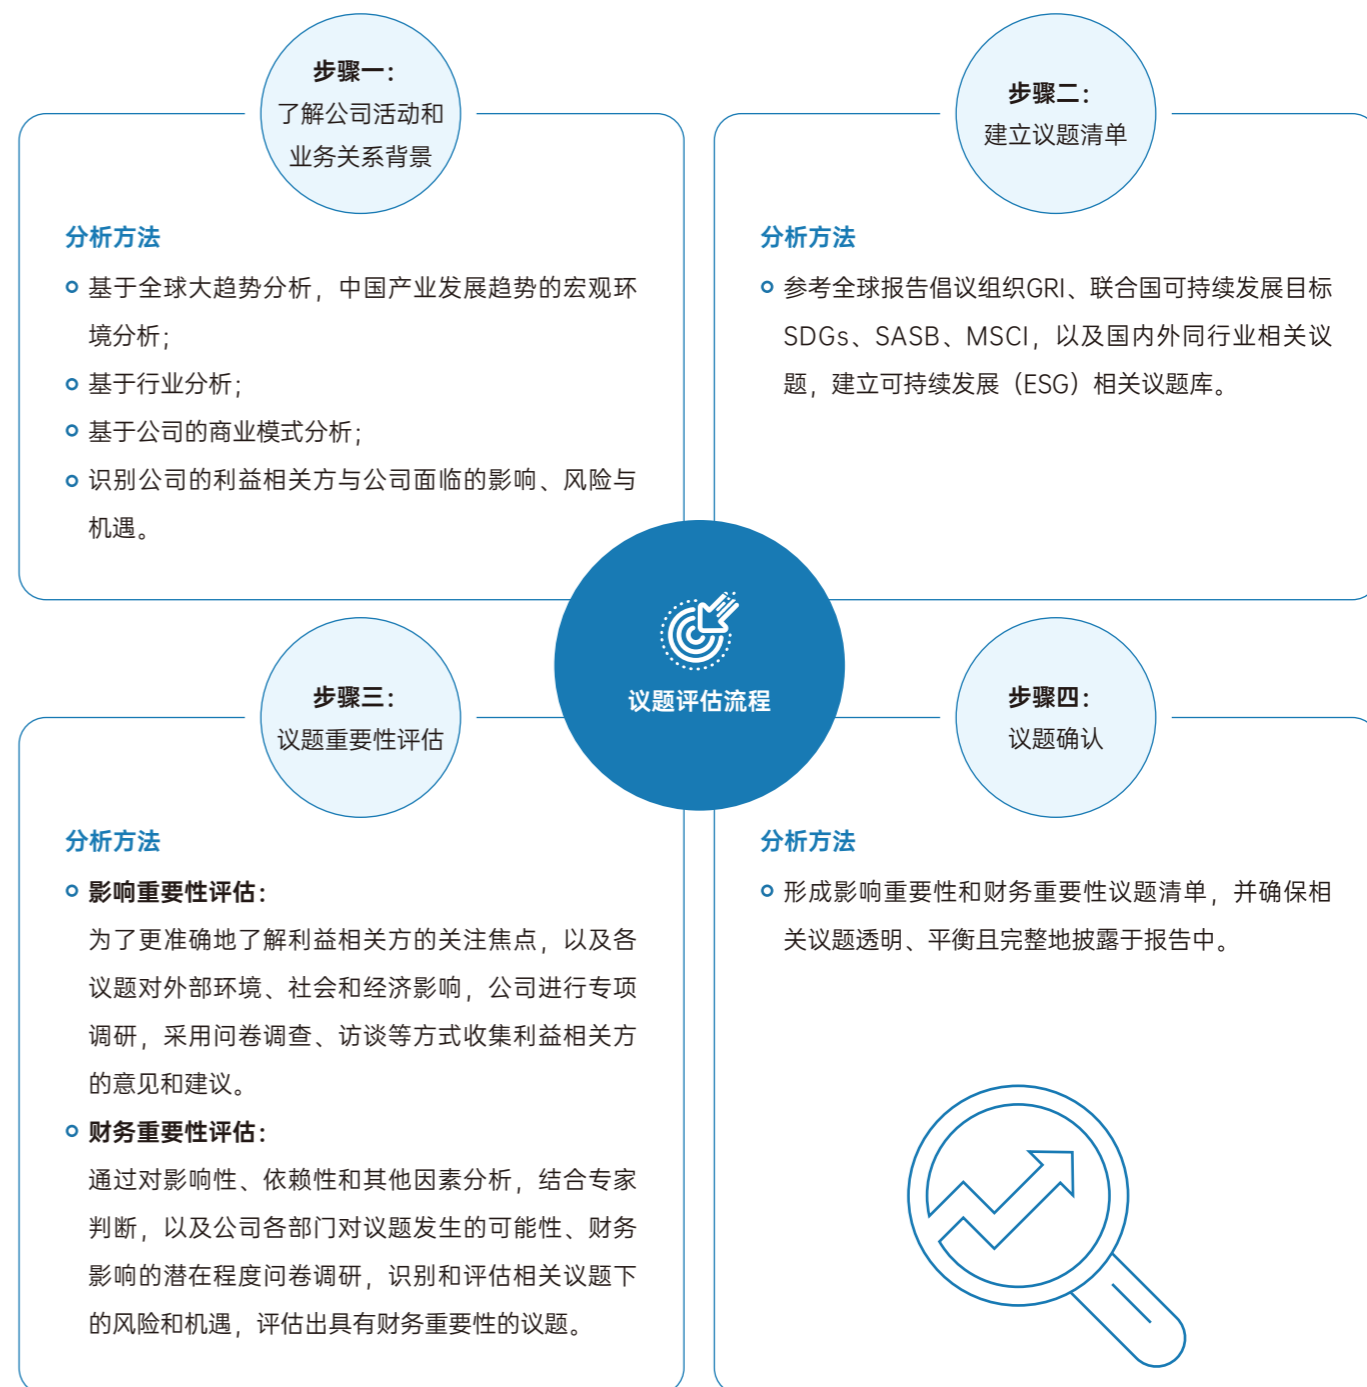 步骤一：
了解公司活动和
业务关系背景
分析方法
基于全球大趋势分析，中国产业发展趋势的宏观环
境分析；
基于行业分析；
基于公司的商业模式分析；
识别公司的利益相关方与公司面临的影响、风险与
机遇。
步骤二：
建立议题清单
分析方法
参考全球报告倡议组织GRI、联合国可持续发展目标
SDGs、SASB、MSCI，以及国内外同行业相关议
题，建立可持续发展（ESG）相关议题库。
议题评估流程
步骤三：
议题重要性评估
分析方法
影响重要性评估：
为了更准确地了解利益相关方的关注焦点，以及各
议题对外部环境、社会和经济影响，公司进行专项
调研，采用问卷调查、访谈等方式收集利益相关方
的意见和建议。
财务重要性评估：
通过对影响性、依赖性和其他因素分析，结合专家
判断，以及公司各部门对议题发生的可能性、财务
影响的潜在程度问卷调研，识别和评估相关议题下
的风险和机遇，评估出具有财务重要性的议题。
步骤四：
议题确认
分析方法
形成影响重要性和财务重要性议题清单，并确保相
关议题透明、平衡且完整地披露于报告中。